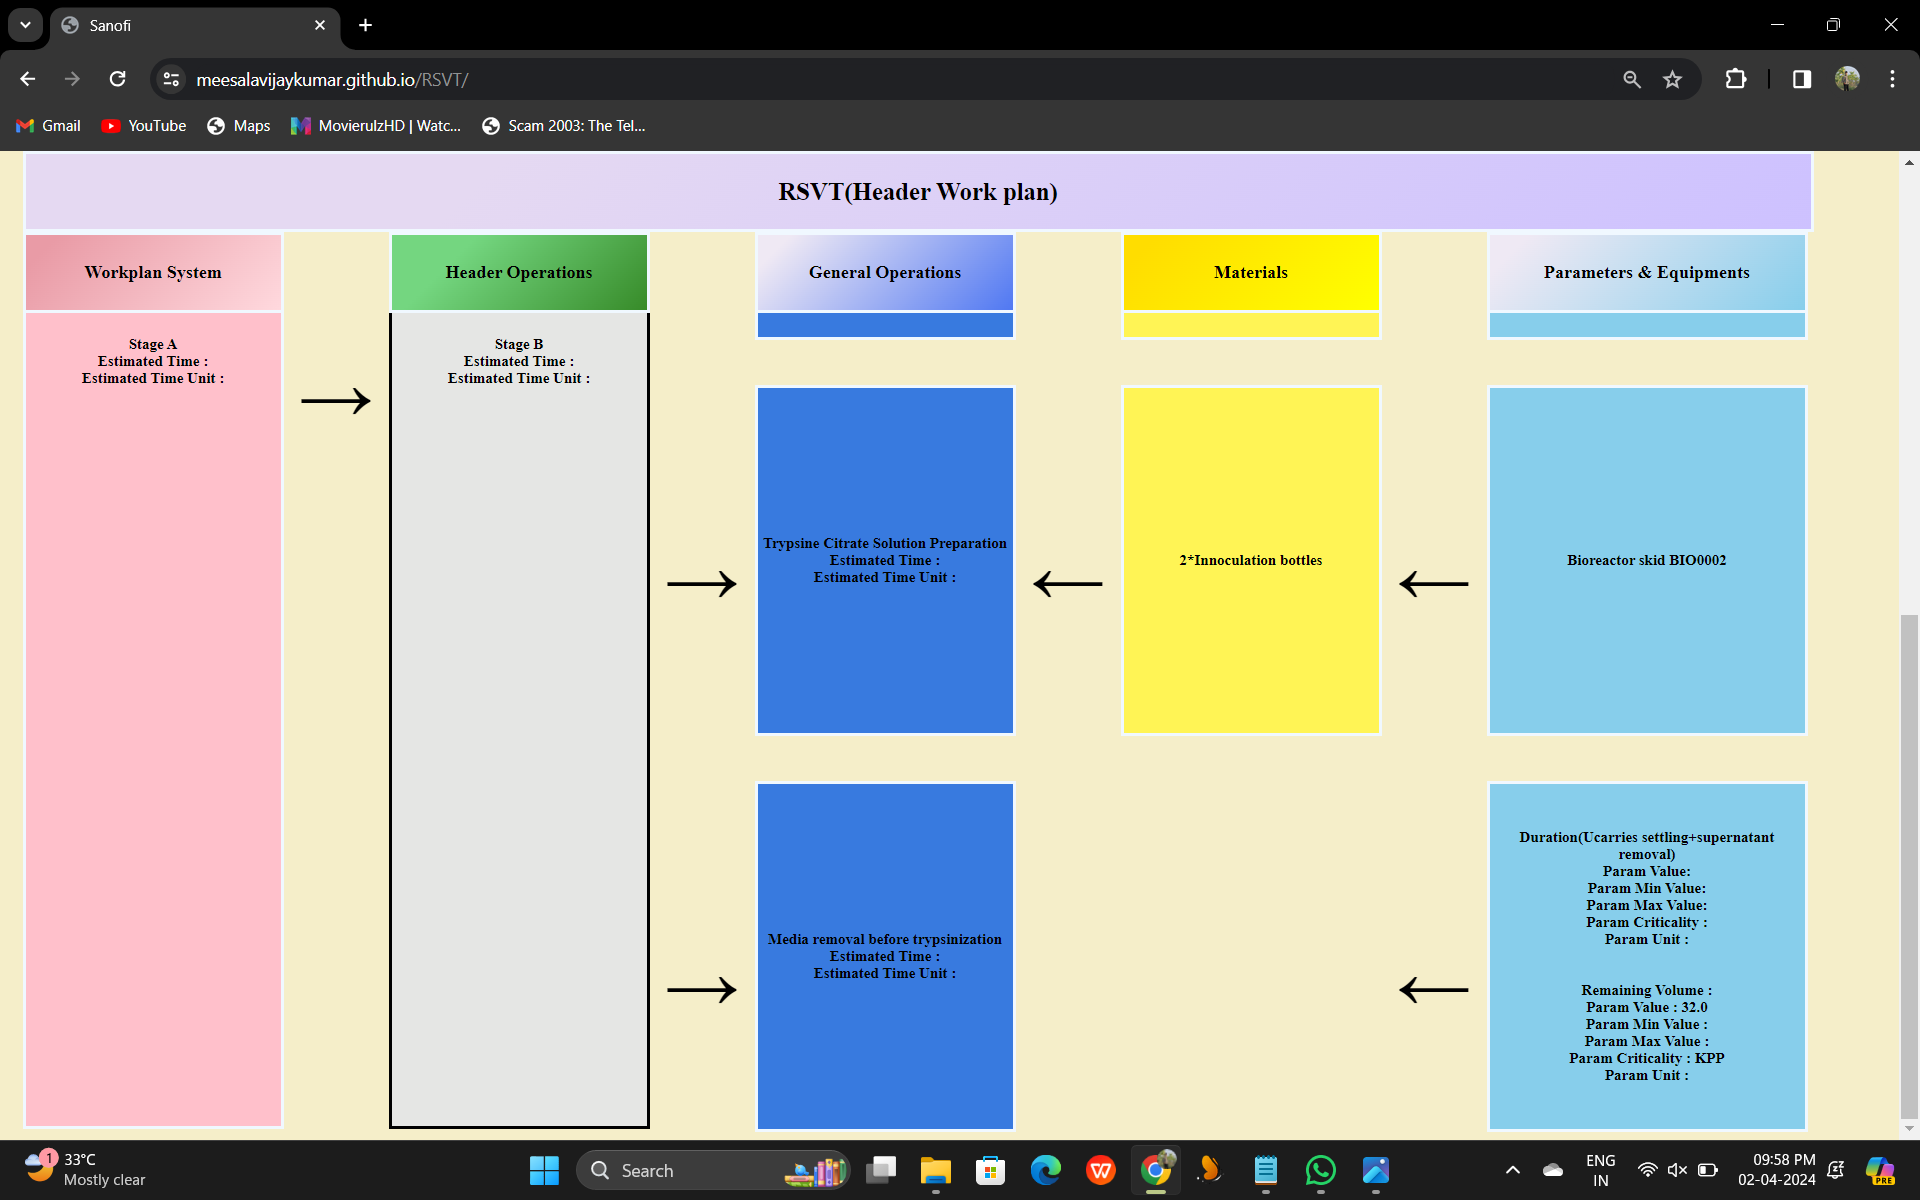 Sanofi
meesalavijaykumar.github.io/RSVT/
Gmail
YouTube
Maps
MovierulzHD | Watc...
Scam 2003: The Tel...
RSVT(Header Work plan)
Workplan System
Header Operations
General Operations
Materials
Parameters & Equipments
Stage A
Estimated Time :
Estimated Time Unit :
Stage B
Estimated Time :
Estimated Time Unit :
Trypsine Citrate Solution Preparation
Estimated Time :
Estimated Time Unit :
2*Innoculation bottles
Bioreactor skid BIO0002
Media removal before trypsinization
Estimated Time :
Estimated Time Unit :
Duration(Ucarries settling+supernatant
removal)
Param Value:
Param Min Value:
Param Max Value:
Param Criticality :
Param Unit :
Remaining Volume :
Param Value : 32.0
Param Min Value :
Param Max Value :
Param Criticality : KPP
Param Unit :
1
33°C
Mostly clear
Search
W
ENG
IN
09:58 PM
02-04-2024
PRE